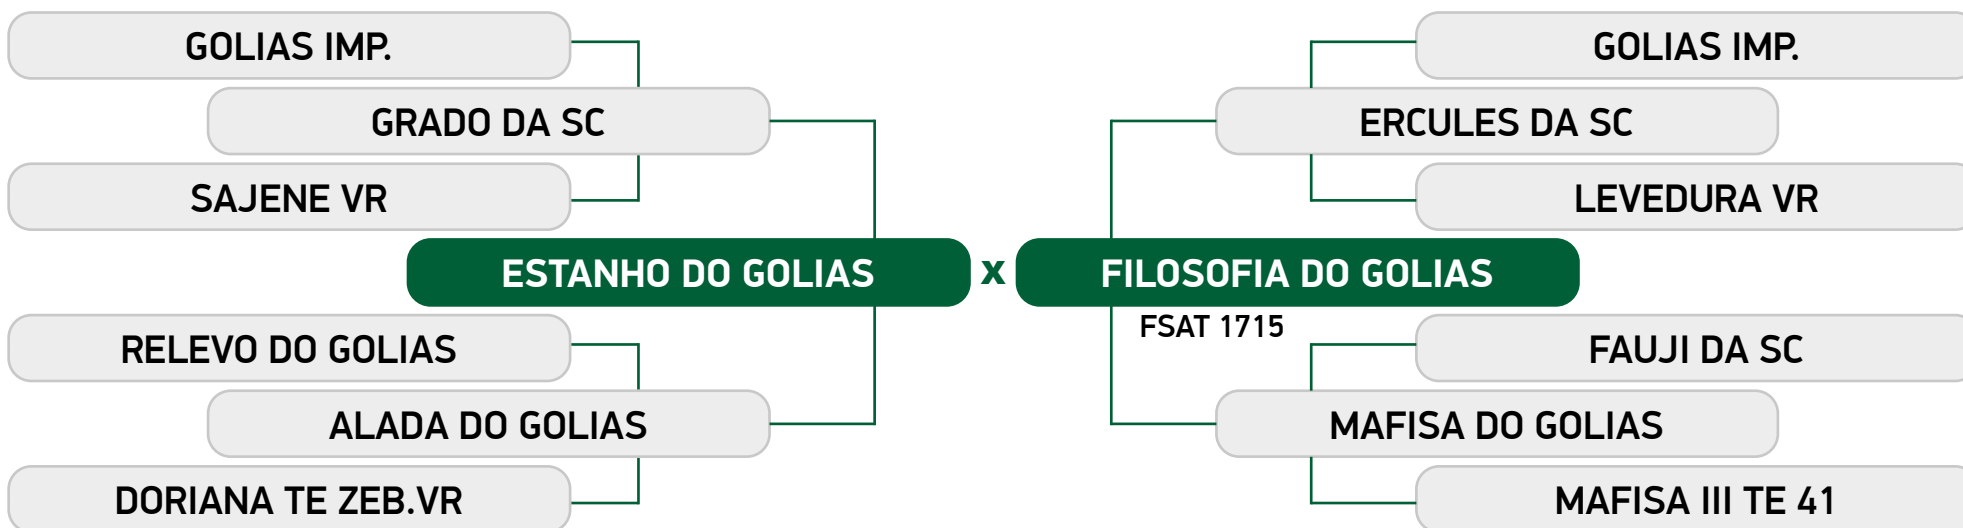 GOLIAS IMP.
GOLIAS IMP.
GRADO DA SC
ERCULES DA SC
SAJENE VR
LEVEDURA VR
ESTANHO DO GOLIAS x FILOSOFIA DO GOLIAS
FSAT 1715
RELEVO DO GOLIAS
FAUJI DA SC
ALADA DO GOLIAS
MAFISA DO GOLIAS
DORIANA TE ZEB.VR
MAFISA III TE 41